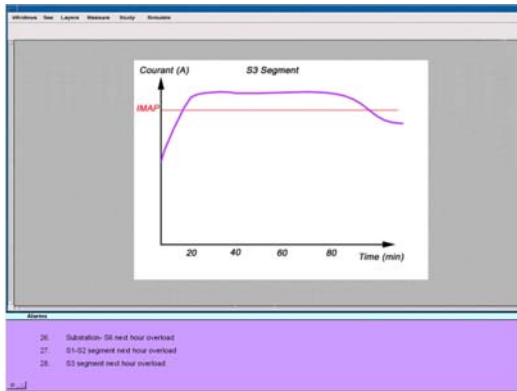 Windows See Layers Measure Study Simulate
Courant (A) S3 Segment
IMAP
20 40 60 80 Time (min)
Alarms
26. Substation- S6 next hour overload
27. S1-S2 segment next hour overload
28. S3 segment next hour overload